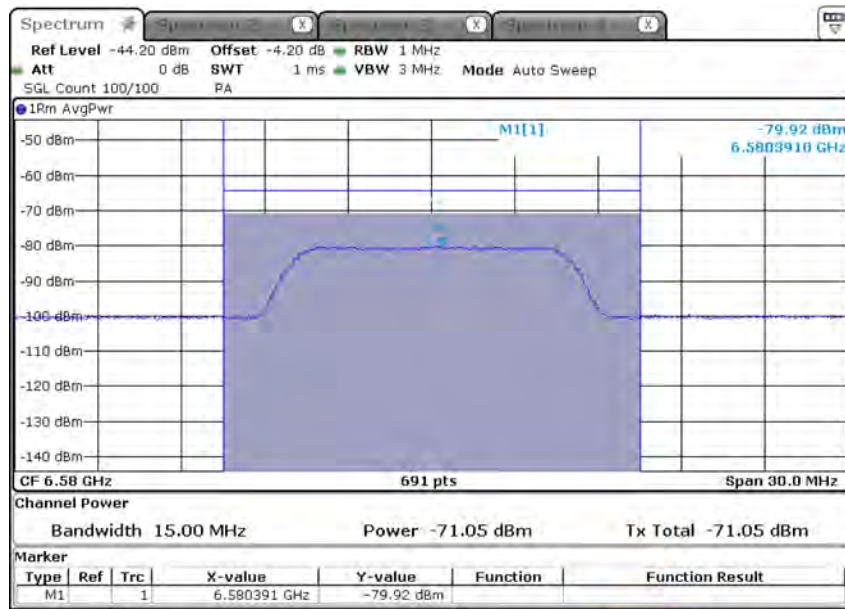 Spectrum
X
X
X
Ref Level -44.20 dBm Offset -4.20 dB RBW 1 MHz
Att 0 dB SWT 1 ms VBW 3 MHz Mode Auto Sweep
SGL Count 100/100 PA
1Rm AvgPwr
M1[1] -79.92 dBm
6.5803910 GHz
-50 dBm
-60 dBm
-70 dBm
-80 dBm
-90 dBm
-100 dBm
-110 dBm
-120 dBm
-130 dBm
-140 dBm
CF 6.58 GHz 691 pts Span 30.0 MHz
Channel Power
Bandwidth 15.00 MHz Power -71.05 dBm Tx Total -71.05 dBm
Marker
Type Ref Trc X-value Y-value Function Function Result
M1 1 6.580391 GHz -79.92 dBm